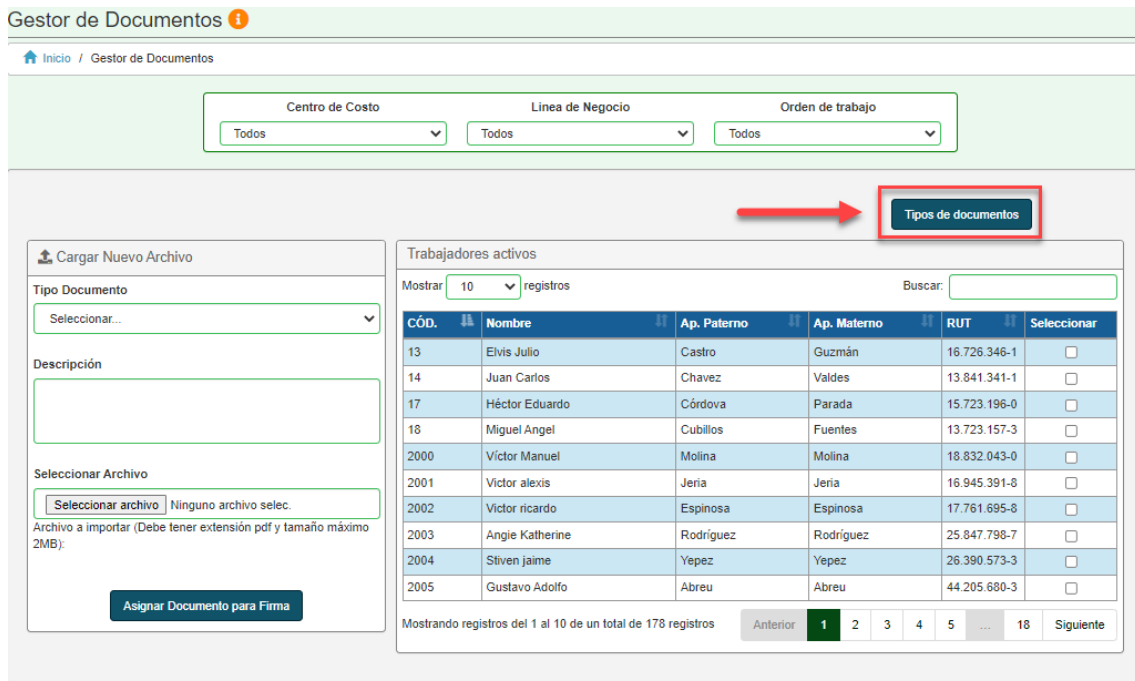 Gestor de Documentos
Inicio / Gestor de Documentos
Centro de Costo Linea de Negocio Orden de trabajo
Todos Todos Todos
Tipos de documentos
Cargar Nuevo Archivo
Tipo Documento
Seleccionar...
Descripción
Seleccionar Archivo
Seleccionar archivo Ninguno archivo selec.
Archivo a importar (Debe tener extensión pdf y tamaño máximo
2MB):
Asignar Documento para Firma
Trabajadores activos
Mostrar 10 registros Buscar:
CÓD. Nombre Ap. Paterno Ap. Materno RUT Seleccionar
13 Elvis Julio Castro Guzmán 16.726.346-1
14 Juan Carlos Chavez Valdes 13.841.341-1
17 Héctor Eduardo Córdova Parada 15.723.196-0
18 Miguel Angel Cubillos Fuentes 13.723.157-3
2000 Víctor Manuel Molina Molina 18.832.043-0
2001 Victor alexis Jeria Jeria 16.945.391-8
2002 Victor ricardo Espinosa Espinosa 17.761.695-8
2003 Angie Katherine Rodríguez Rodríguez 25.847.798-7
2004 Stiven jaime Yepez Yepez 26.390.573-3
2005 Gustavo Adolfo Abreu Abreu 44.205.680-3
Mostrando registros del 1 al 10 de un total de 178 registros Anterior 1 2 3 4 5 ... 18 Siguiente